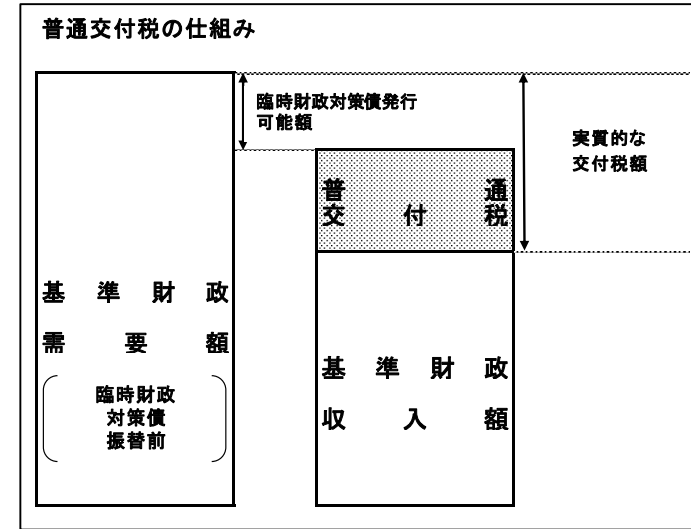 普通交付税の仕組み
臨時財政対策債発行
可能額
実質的な
交付税額
普通
交付税
基準財政
需要額
臨時財政
対策債
振替前
基準財政
収入額